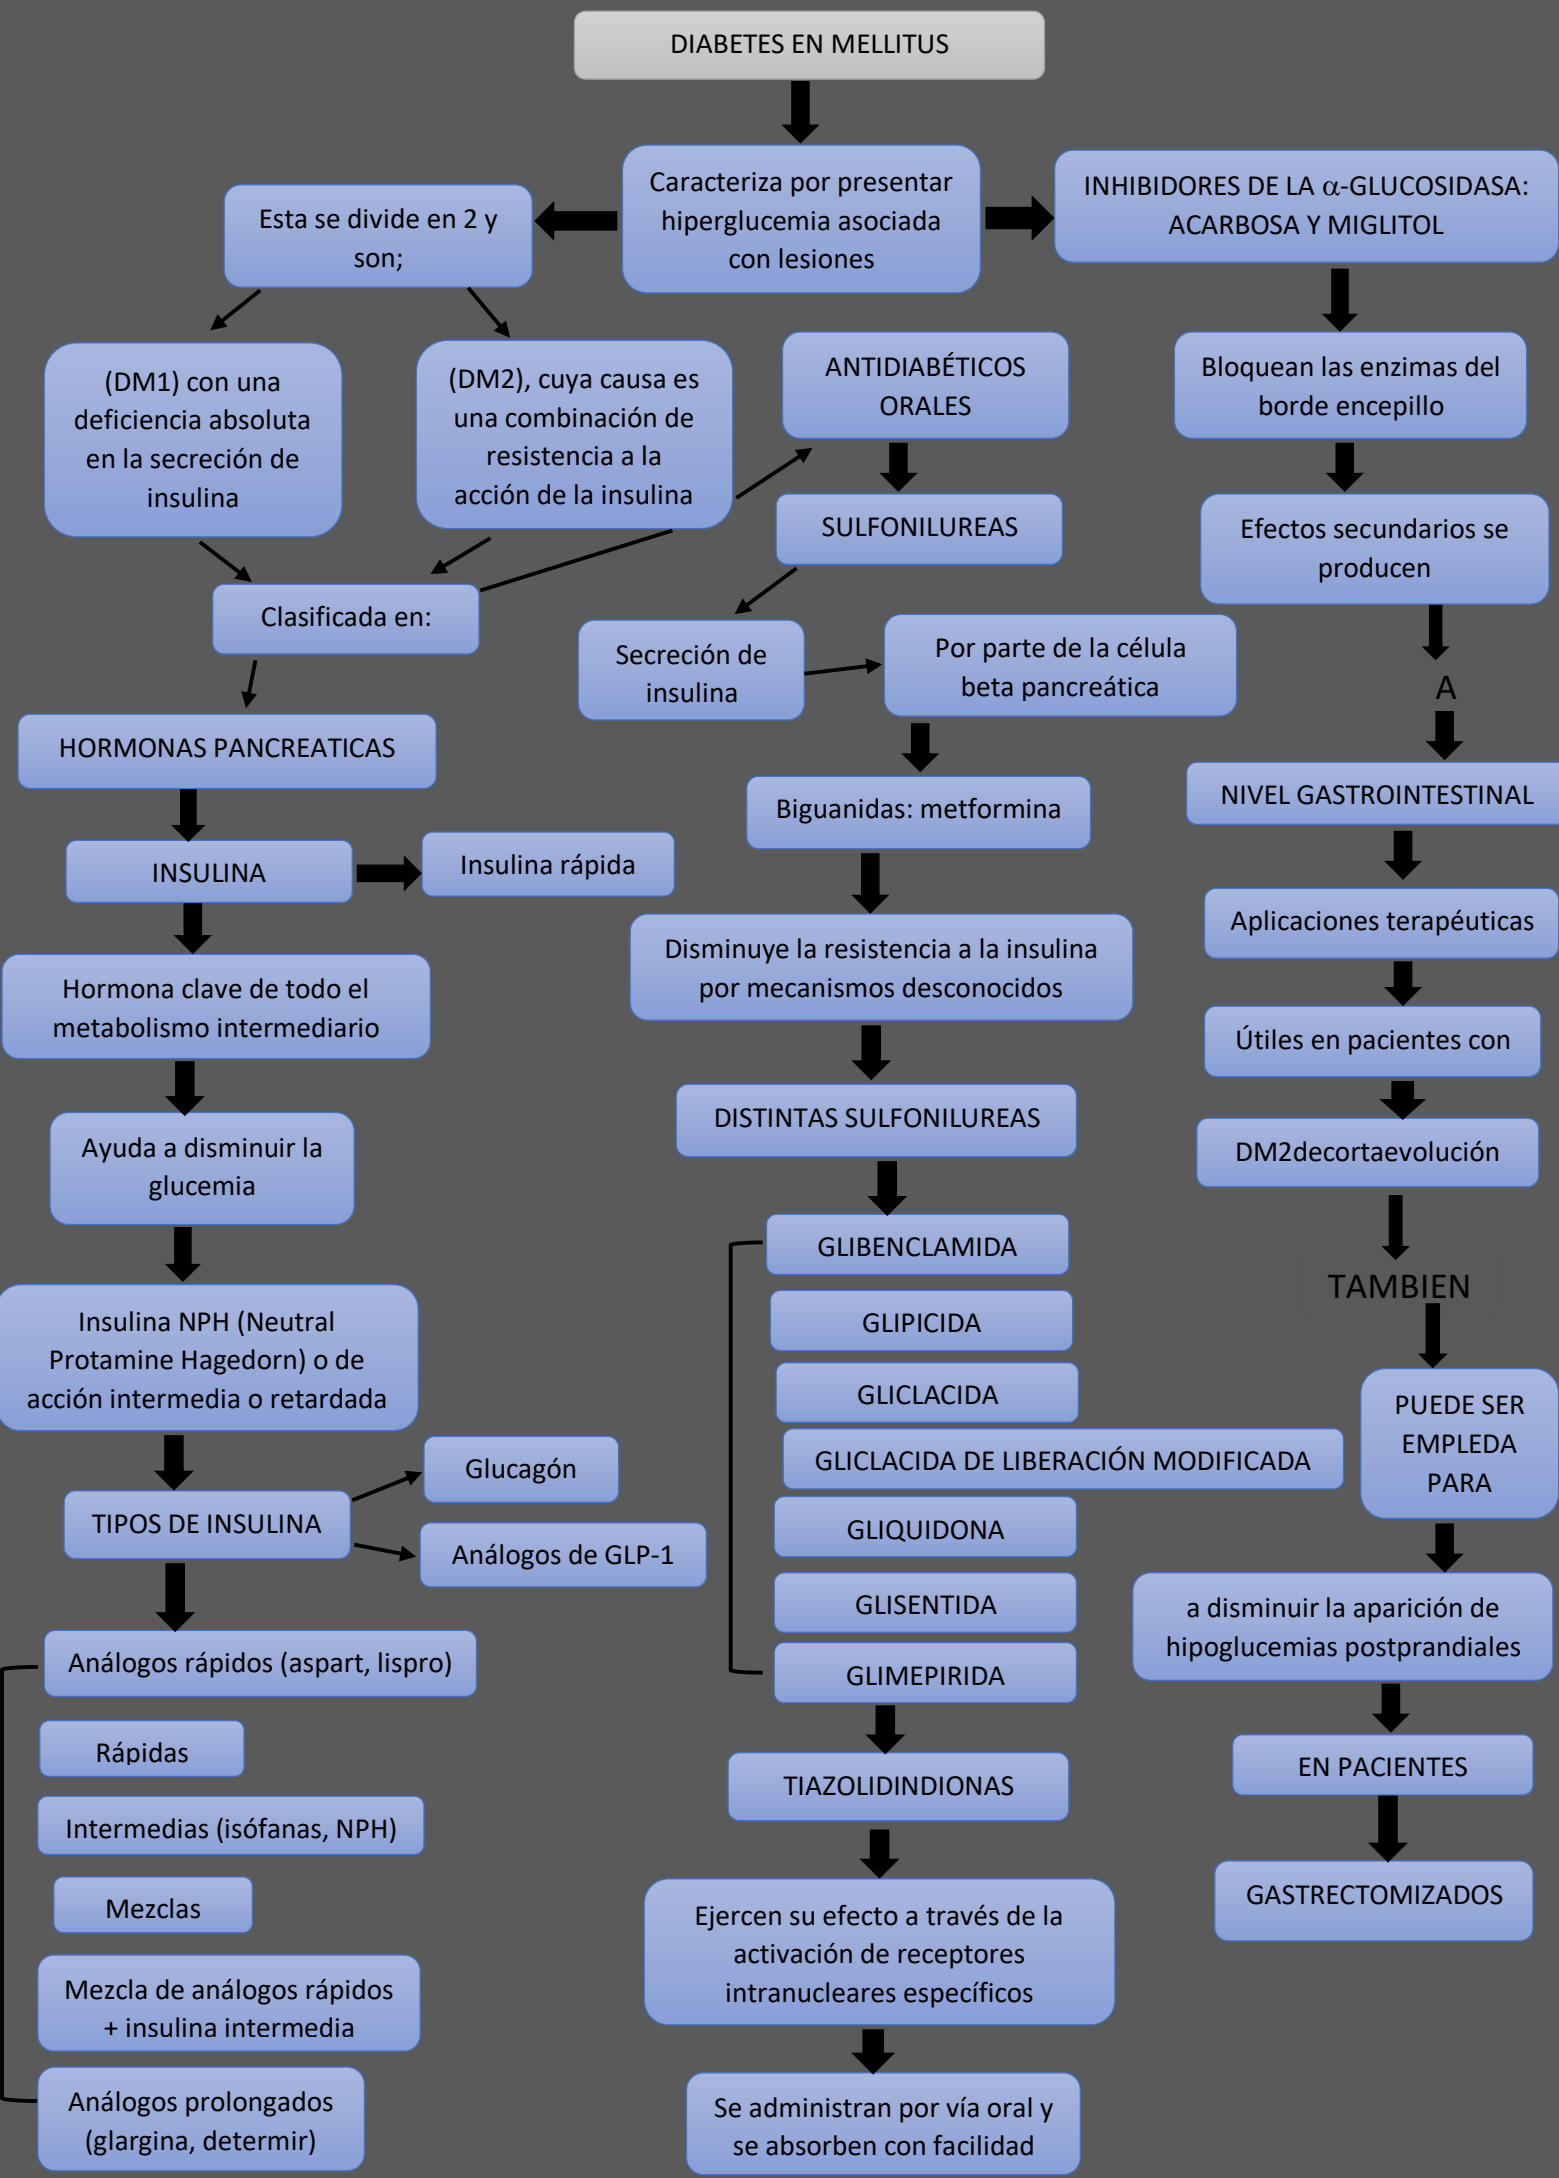 DIABETES EN MELLITUS
Caracteriza por presentar
hiperglucemia asociada
con lesiones
Esta se divide en 2 y
son;
(DM1) con una
deficiencia absoluta
en la secreción de
insulina
(DM2), cuya causa es
una combinación de
resistencia a la
acción de la insulina
Clasificada en:
HORMONAS PANCREATICAS
INSULINA
Insulina rápida
Hormona clave de todo el
metabolismo intermediario
Ayuda a disminuir la
glucemia
Insulina NPH (Neutral
Protamine Hagedorn) o de
acción intermedia o retardada
TIPOS DE INSULINA
Glucagón
Análogos de GLP-1
Análogos rápidos (aspart, lispro)
Rápidas
Intermedias (isófanas, NPH)
Mezclas
Mezcla de análogos rápidos
+ insulina intermedia
Análogos prolongados
(glargina, determir)
ANTIDIABÉTICOS
ORALES
SULFONILUREAS
Secreción de
insulina
Por parte de la célula
beta pancreática
Biguanidas: metformina
Disminuye la resistencia a la insulina
por mecanismos desconocidos
DISTINTAS SULFONILUREAS
GLIBENCLAMIDA
GLIPICIDA
GLICLACIDA
GLICLACIDA DE LIBERACIÓN MODIFICADA
GLIQUIDONA
GLISENTIDA
GLIMEPIRIDA
TIAZOLIDINDIONAS
Ejercen su efecto a través de la
activación de receptores
intranucleares específicos
Se administran por vía oral y
se absorben con facilidad
INHIBIDORES DE LA α-GLUCOSIDASA:
ACARBOSA Y MIGLITOL
Bloquean las enzimas del
borde encepillo
Efectos secundarios se
producen
A
NIVEL GASTROINTESTINAL
Aplicaciones terapéuticas
Útiles en pacientes con
DM2decortaevolución
TAMBIEN
PUEDE SER
EMPLEDA
PARA
a disminuir la aparición de
hipoglucemias postprandiales
EN PACIENTES
GASTRECTOMIZADOS